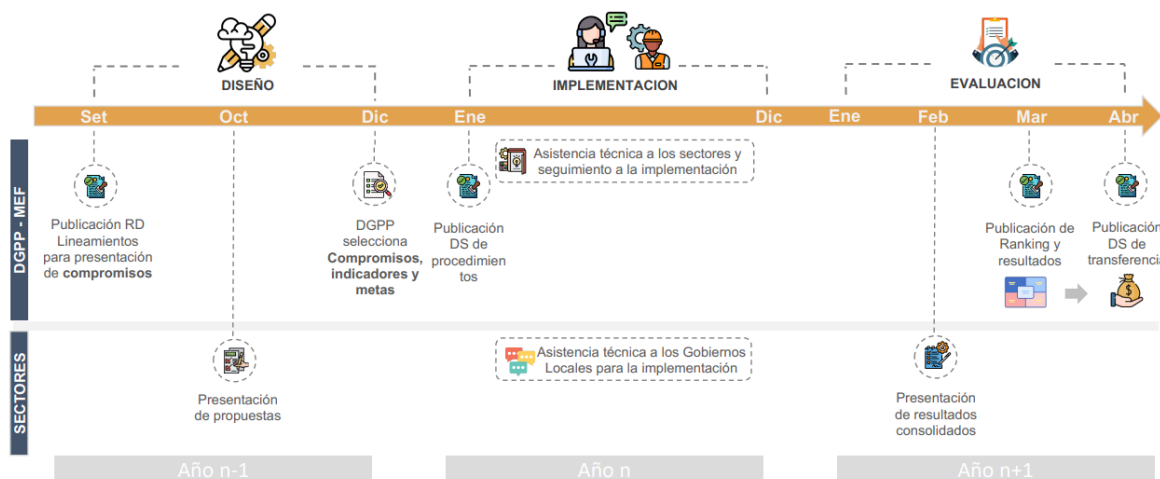 DISEÑO
IMPLEMENTACION
EVALUACION
Set
Oct
Dic
Ene
Dic
Ene
Feb
Mar
Abr
DGPP - MEF
Publicación RD
Lineamientos
para presentación
de compromisos
DGPP
selecciona
Compromisos,
indicadores y
metas
Publicación
DS de
procedimien
tos
Asistencia técnica a los sectores y
seguimiento a la implementación
Publicación de
Ranking y
resultados
Publicación
DS de
transferencia
SECTORES
Presentación
de propuestas
Asistencia técnica a los Gobiernos
Locales para la implementación
Presentación
de resultados
consolidados
Año n-1
Año n
Año n+1